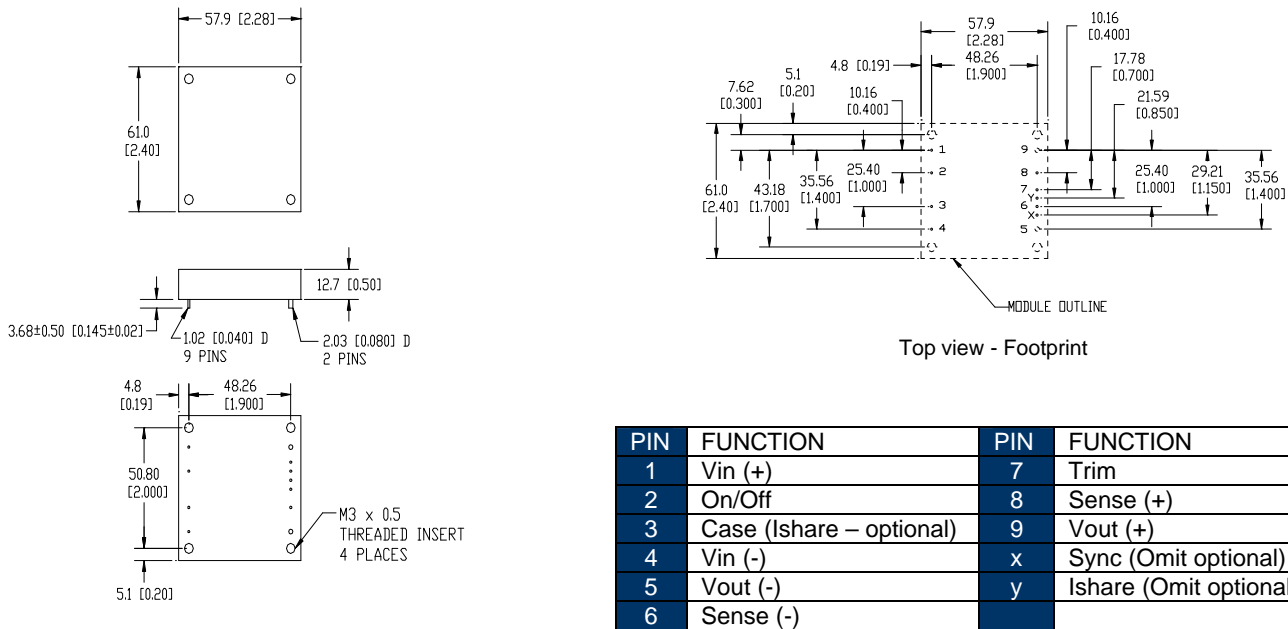 57.9 [2.28]
61.0
[2.40]
12.7 [0.50]
3.68±0.50 [0.145±0.02]
1.02 [0.040] D
9 PINS
2.03 [0.080] D
2 PINS
4.8
[0.19]
48.26
[1.900]
50.80
[2.000]
M3 x 0.5
THREADED INSERT
4 PLACES
5.1 [0.20]
57.9
[2.28]
48.26
[1.900]
4.8 [0.19]
5.1
[0.20]
7.62
[0.300]
10.16
[0.400]
10.16
[0.400]
17.78
[0.700]
21.59
[0.850]
61.0
[2.40]
43.18
[1.700]
35.56
[1.400]
25.40
[1.000]
1
2
3
4
9
8
7
Y
6
X
5
25.40
[1.000]
29.21
[1.150]
35.56
[1.400]
MODULE OUTLINE
Top view - Footprint
PIN FUNCTION PIN FUNCTION
1 Vin (+) 7 Trim
2 On/Off 8 Sense (+)
3 Case (Ishare – optional) 9 Vout (+)
4 Vin (-) x Sync (Omit optional)
5 Vout (-) y Ishare (Omit optional
6 Sense (-)